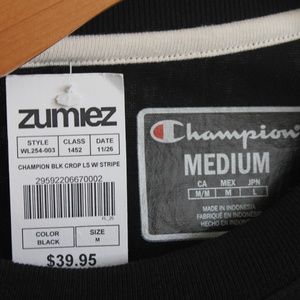 zumiez
STYLE CLASS DATE
WL254-003 1452 11/26
CHAMPION BLK CROP LS W/ STRIPE
29592206670002
COLOR SIZE
BLACK M
$39.95
Champion
MEDIUM
CA MEX JPN
M/M M L
MADE IN INDONESIA
FABRIQUÉ EN INDONÉSIE
HECHO EN INDONESIA